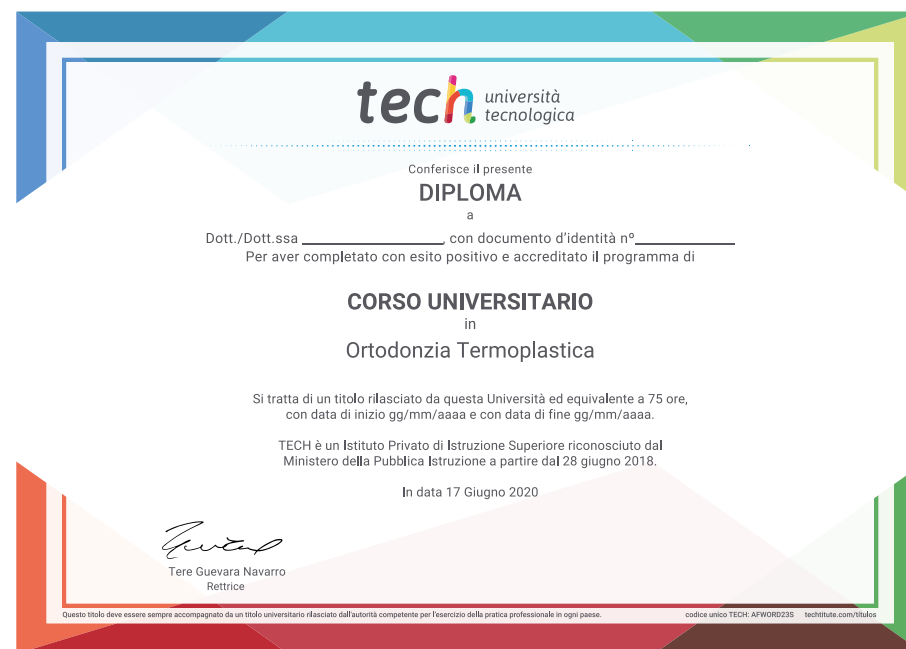 tech università
tecnologica
Conferisce il presente
DIPLOMA
a
Dott./Dott.ssa ____________________, con documento d'identità nº______________
Per aver completato con esito positivo e accreditato il programma di
CORSO UNIVERSITARIO
in
Ortodonzia Termoplastica
Si tratta di un titolo rilasciato da questa Università ed equivalente a 75 ore,
con data di inizio gg/mm/aaaa e con data di fine gg/mm/aaaa.
TECH è un Istituto Privato di Istruzione Superiore riconosciuto dal
Ministero della Pubblica Istruzione a partire dal 28 giugno 2018.
In data 17 Giugno 2020
Tere Guevara Navarro
Rettrice
Questo titolo deve essere sempre accompagnato da un titolo universitario rilasciato dall'autorità competente per l'esercizio della pratica professionale in ogni paese. codice unico TECH: AFWORD23S techtitute.com/titulos